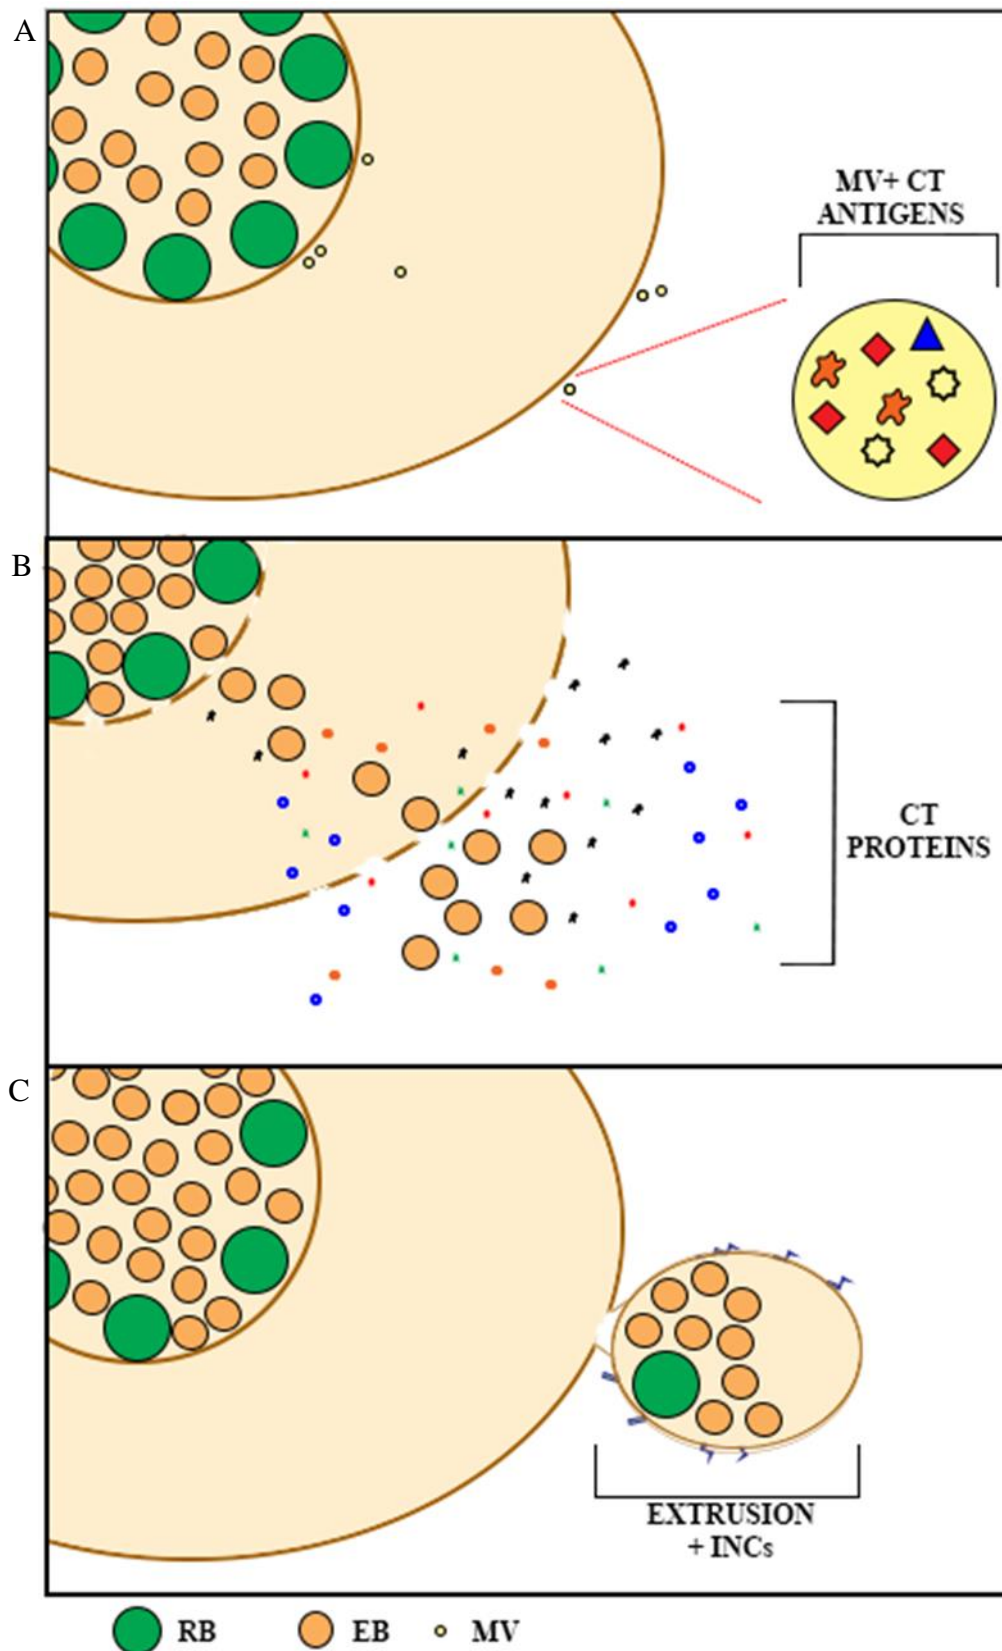 A
MV+ CT
ANTIGENS
B
CT
PROTEINS
C
EXTRUSION
+ INCs
RB EB MV